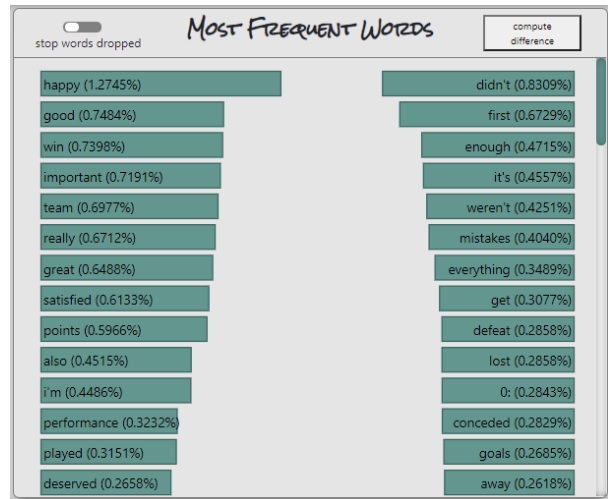 stop words dropped
Most Frequent Words
compute
difference
happy (1.2745%)
didn't (0.8309%)
good (0.7484%)
first (0.6729%)
win (0.7398%)
enough (0.4715%)
important (0.7191%)
it's (0.4557%)
team (0.6977%)
weren't (0.4251%)
really (0.6712%)
mistakes (0.4040%)
great (0.6488%)
everything (0.3489%)
satisfied (0.6133%)
get (0.3077%)
points (0.5966%)
defeat (0.2858%)
also (0.4515%)
lost (0.2858%)
i'm (0.4486%)
0: (0.2843%)
performance (0.3232%)
conceded (0.2829%)
played (0.3151%)
goals (0.2685%)
deserved (0.2658%)
away (0.2618%)